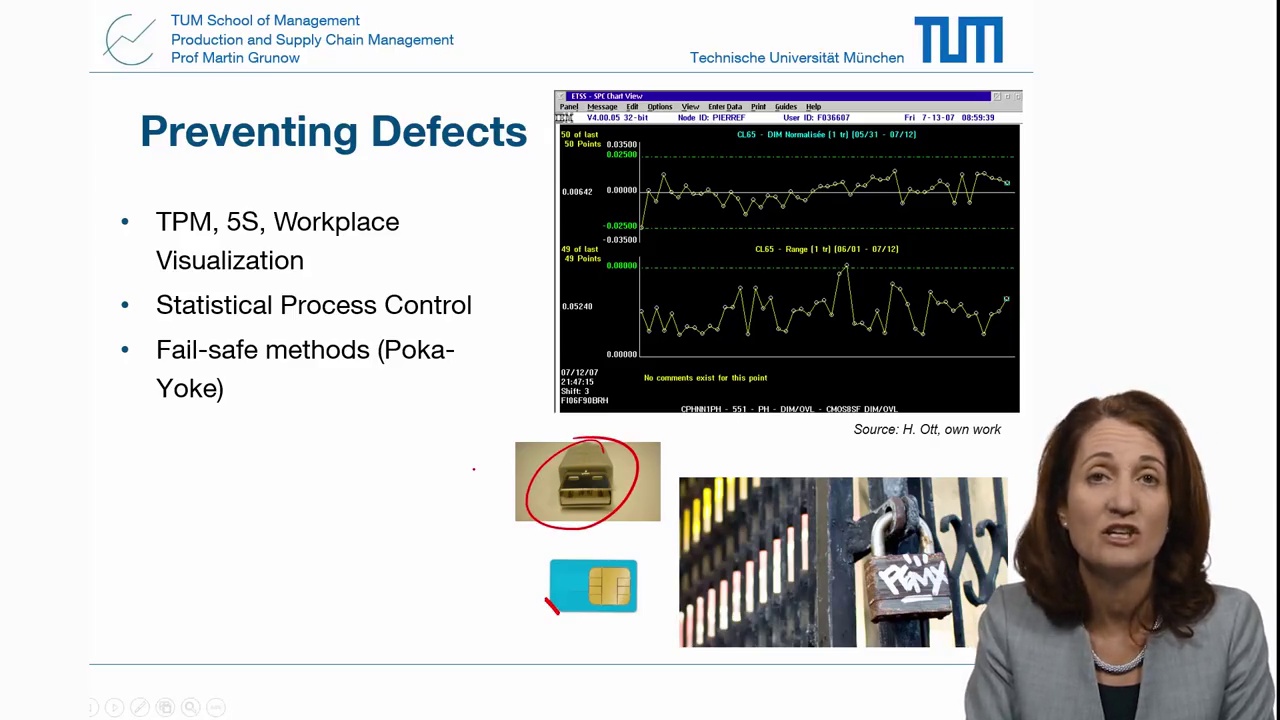 TUM School of Management
Production and Supply Chain Management
Prof Martin Grunow
Technische Universität München
TUM
Preventing Defects
• TPM, 5S, Workplace
Visualization
• Statistical Process Control
• Fail-safe methods (Poka-
Yoke)
ETSS - SPC Chart View
Panel Message Edit Options View Enter Data Print Guides Help
IBM V4.00.05 32-bit Node ID: PIERREF User ID: F036607 Fri 7-13-07 08:59:39
50 of last
50 Points
CL65 - DIM Normalisée [1 tr] (05/31 - 07/12)
0.03500
0.02500
0.00642
0.00000
-0.02500
-0.03500
49 of last
49 Points
CL65 - Range [1 tr] (06/01 - 07/12)
0.08000
0.05240
0.00000
07/12/07
21:47:15
Shift: 3
FI06F90BRH
No comments exist for this point
CPHNN1PH - 551 - PH - DIM/OVL - CMOS8SF DIM/OVL
Source: H. Ott, own work